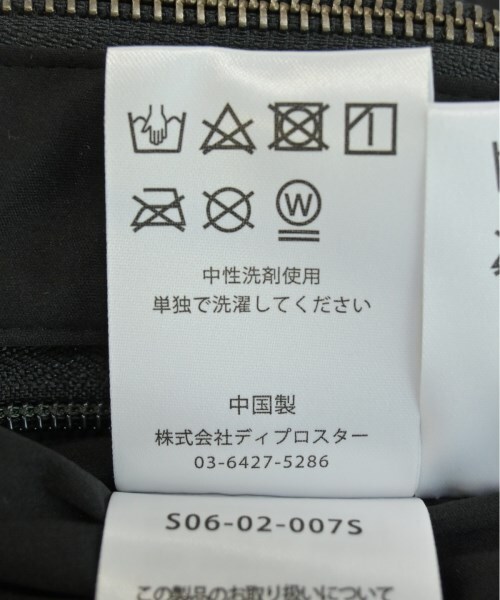 W
中性洗剤使用
単独で洗濯してください
中国製
株式会社ディプロスター
03-6427-5286
S06-02-007S
この製品のお取り扱いについて